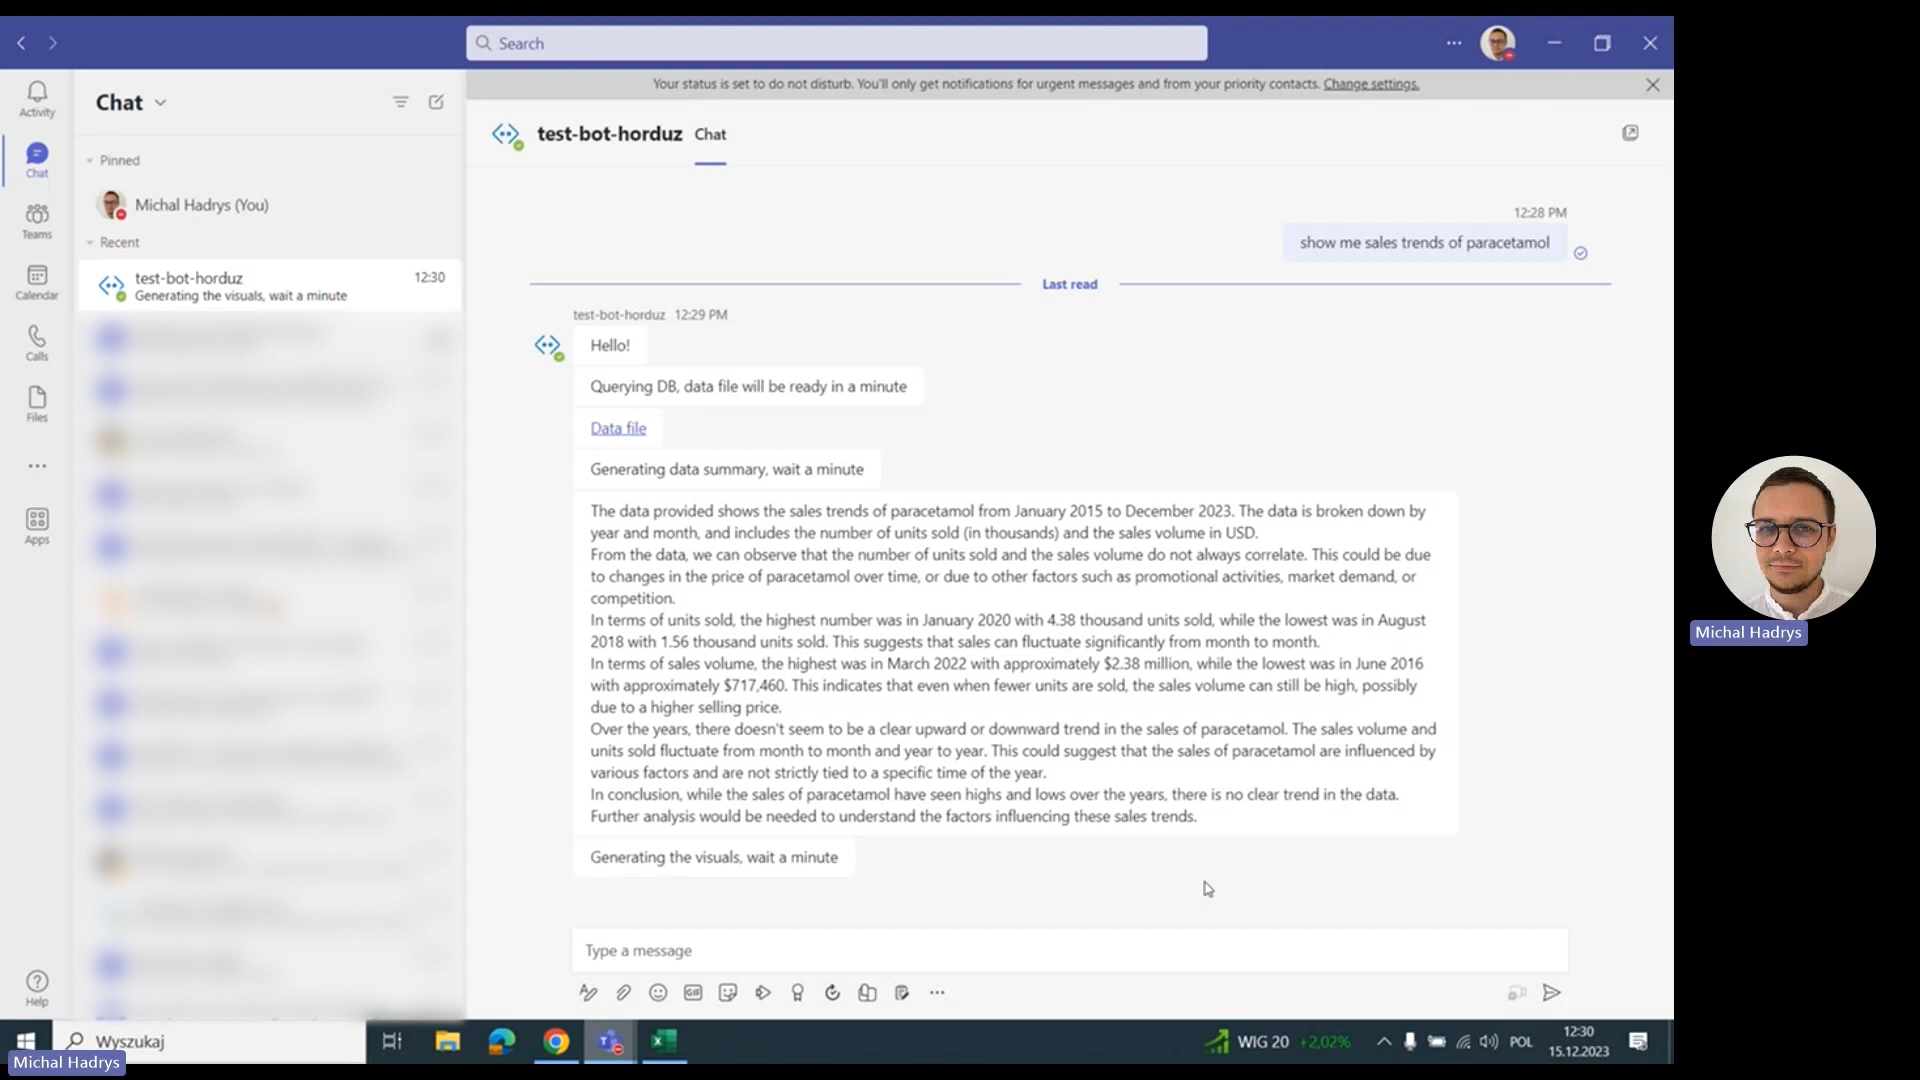 Search
Your status is set to do not disturb. You'll only get notifications for urgent messages and from your priority contacts. Change settings.
Activity
Chat
Teams
Calendar
Calls
Files
Apps
Help
Chat
Pinned
Michal Hadrys (You)
Recent
test-bot-horduz 12:30
Generating the visuals, wait a minute
test-bot-horduz Chat
12:28 PM
show me sales trends of paracetamol
Last read
test-bot-horduz 12:29 PM
Hello!
Querying DB, data file will be ready in a minute
Data file
Generating data summary, wait a minute
The data provided shows the sales trends of paracetamol from January 2015 to December 2023. The data is broken down by
year and month, and includes the number of units sold (in thousands) and the sales volume in USD.
From the data, we can observe that the number of units sold and the sales volume do not always correlate. This could be due
to changes in the price of paracetamol over time, or due to other factors such as promotional activities, market demand, or
competition.
In terms of units sold, the highest number was in January 2020 with 4.38 thousand units sold, while the lowest was in August
2018 with 1.56 thousand units sold. This suggests that sales can fluctuate significantly from month to month.
In terms of sales volume, the highest was in March 2022 with approximately $2.38 million, while the lowest was in June 2016
with approximately $717,460. This indicates that even when fewer units are sold, the sales volume can still be high, possibly
due to a higher selling price.
Over the years, there doesn't seem to be a clear upward or downward trend in the sales of paracetamol. The sales volume and
units sold fluctuate from month to month and year to year. This could suggest that the sales of paracetamol are influenced by
various factors and are not strictly tied to a specific time of the year.
In conclusion, while the sales of paracetamol have seen highs and lows over the years, there is no clear trend in the data.
Further analysis would be needed to understand the factors influencing these sales trends.
Generating the visuals, wait a minute
Type a message
GIF
Michal Hadrys
Wyszukaj
WIG 20 +2,02%
POL
12:30
15.12.2023
Michal Hadrys